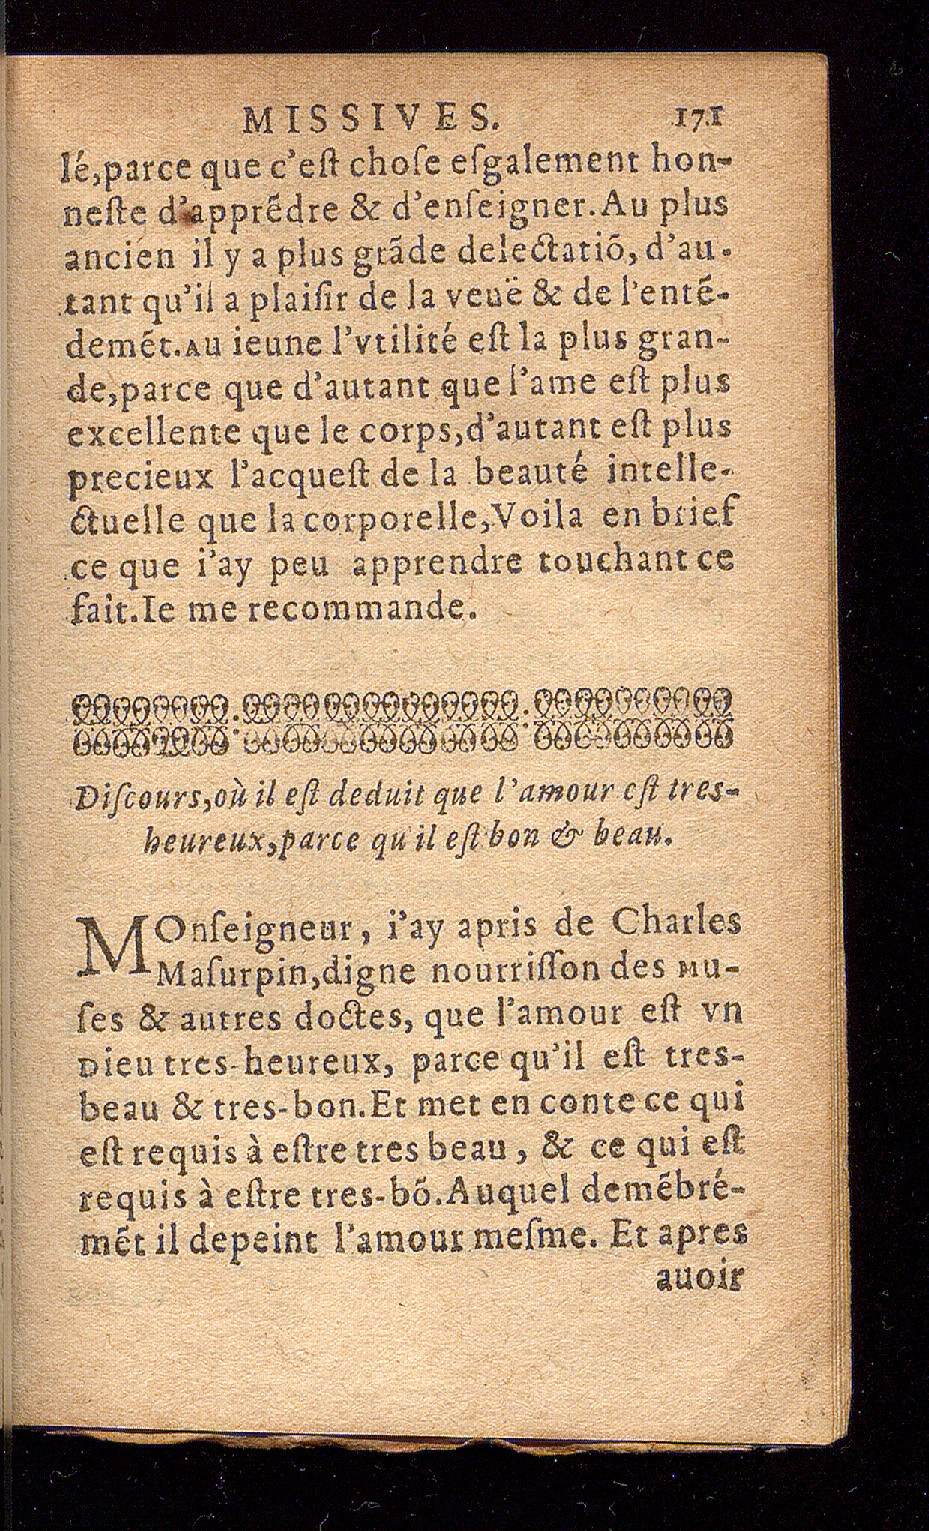 MISSIVES. 171
lé,parce que c'eſt choſe eſgalement hon-
neſte d'apprẽdre & d'enſeigner.Au plus
ancien il y a plus grãde delectatiõ, d'au-
tant qu'il a plaiſir de la veuë & de l'entẽ-
demẽt.Au ieune l'vtilité eſt la plus gran-
de,parce que d'autant que l'ame eſt plus
excellente que le corps,d'autant eſt plus
precieux l'acqueſt de la beauté intelle-
ctuelle que la corporelle,Voila en brief
ce que i'ay peu apprendre touchant ce
fait.Ie me recommande.
Diſcours,où il eſt deduit que l'amour eſt tres-
heureux,parce qu'il eſt bon & beau.
MOnſeigneur, i'ay apris de Charles
Maſurpin,digne nourriſſon des Mu-
ſes & autres doctes, que l'amour eſt vn
Dieu tres-heureux, parce qu'il eſt tres-
beau & tres-bon.Et met en conte ce qui
eſt requis à eſtre tres beau , & ce qui eſt
requis à eſtre tres-bõ.Auquel demẽbré-
mẽt il depeint l'amour meſme. Et apres
auoir